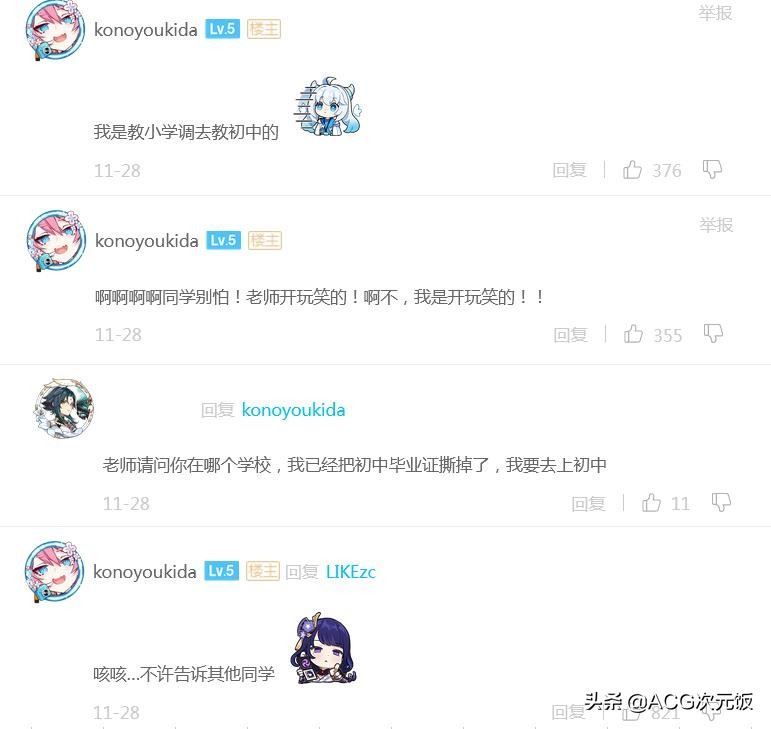 举报
konoyoukida Lv.5 楼主
我是教小学调去教初中的
11-28 回复 376
举报
konoyoukida Lv.5 楼主
啊啊啊啊同学别怕！老师开玩笑的！啊不，我是开玩笑的！！
11-28 回复 355
回复 konoyoukida
老师请问你在哪个学校，我已经把初中毕业证撕掉了，我要去上初中
11-28 回复 11
konoyoukida Lv.5 楼主 回复 LIKEzc
咳咳...不许告诉其他同学
11-28 回复 821
头条 @ACG次元饭